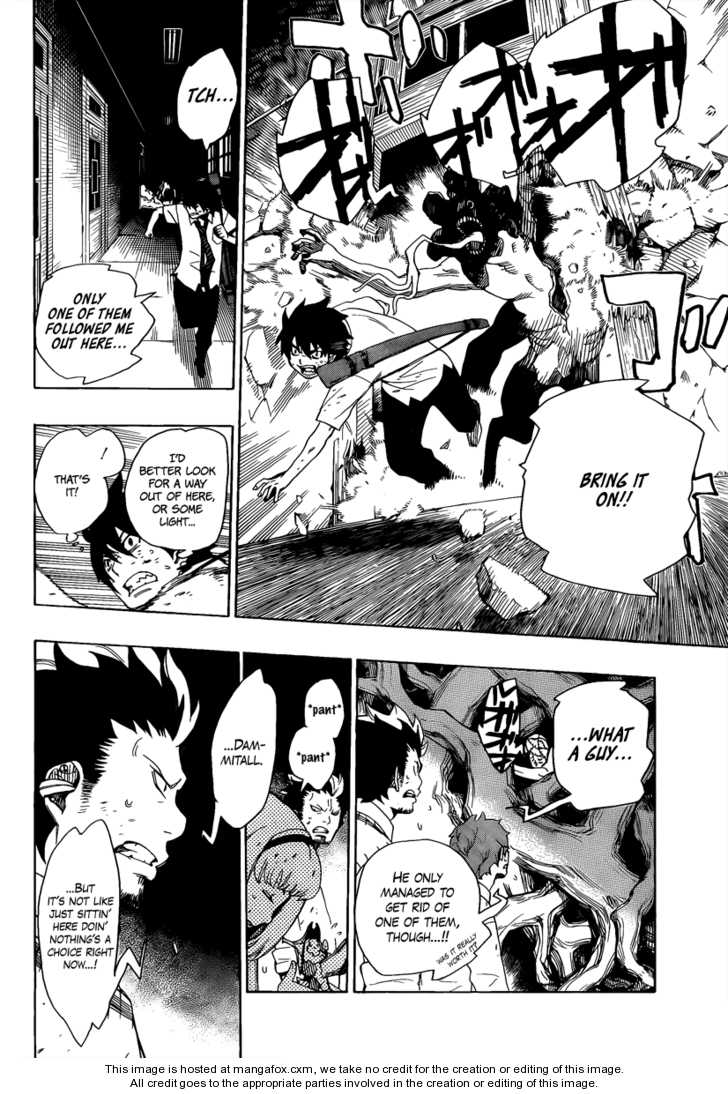 BRING IT
ON!!
TCH...
ONLY
ONE OF THEM
FOLLOWED ME
OUT HERE...
I'D
BETTER LOOK
FOR A WAY
OUT OF HERE,
OR SOME
LIGHT...
!
THAT'S
IT!
...WHAT
A GUY...
HE ONLY
MANAGED TO
GET RID OF
ONE OF THEM,
THOUGH...!!
WAS IT REALLY
WORTH IT?
*pant*
*pant*
...DAM-
MITALL.
...BUT
IT'S NOT LIKE
JUST SITTIN'
HERE DOIN'
NOTHING'S A
CHOICE RIGHT
NOW...!
This image is hosted at mangafox.cxm, we take no credit for the creation or editing of this image.
All credit goes to the appropriate parties involved in the creation or editing of this image.